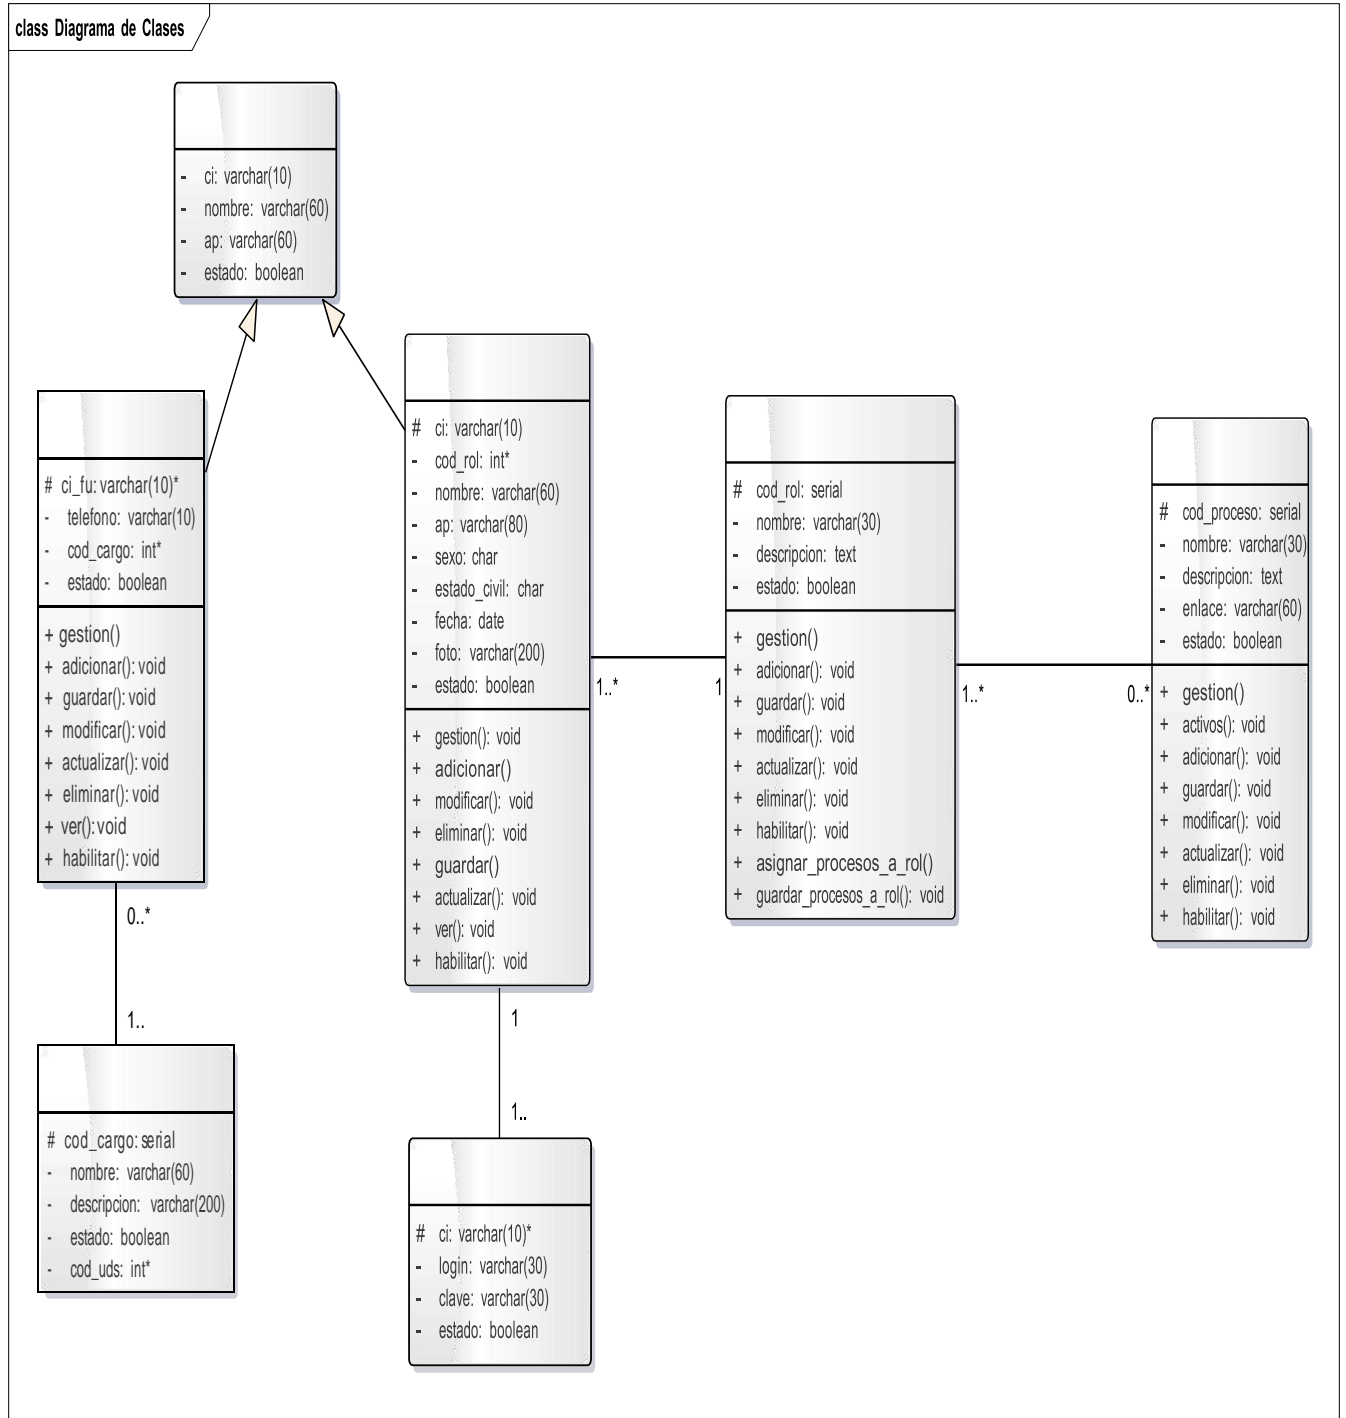 class Diagrama de Clases
- ci: varchar(10)
- nombre: varchar(60)
- ap: varchar(60)
- estado: boolean
# ci_fu: varchar(10)*
- telefono: varchar(10)
- cod_cargo: int*
- estado: boolean
+ gestion()
+ adicionar(): void
+ guardar(): void
+ modificar(): void
+ actualizar(): void
+ eliminar(): void
+ ver(): void
+ habilitar(): void
# ci: varchar(10)
- cod_rol: int*
- nombre: varchar(60)
- ap: varchar(80)
- sexo: char
- estado_civil: char
- fecha: date
- foto: varchar(200)
- estado: boolean
+ gestion(): void
+ adicionar()
+ modificar(): void
+ eliminar(): void
+ guardar()
+ actualizar(): void
+ ver(): void
+ habilitar(): void
1..*
1
# cod_rol: serial
- nombre: varchar(30)
- descripcion: text
- estado: boolean
+ gestion()
+ adicionar(): void
+ guardar(): void
+ modificar(): void
+ actualizar(): void
+ eliminar(): void
+ habilitar(): void
+ asignar_procesos_a_rol()
+ guardar_procesos_a_rol(): void
1..*
0..*
# cod_proceso: serial
- nombre: varchar(30)
- descripcion: text
- enlace: varchar(60)
- estado: boolean
+ gestion()
+ activos(): void
+ adicionar(): void
+ guardar(): void
+ modificar(): void
+ actualizar(): void
+ eliminar(): void
+ habilitar(): void
0..*
1..
# cod_cargo: serial
- nombre: varchar(60)
- descripcion: varchar(200)
- estado: boolean
- cod_uds: int*
1
1..
# ci: varchar(10)*
- login: varchar(30)
- clave: varchar(30)
- estado: boolean